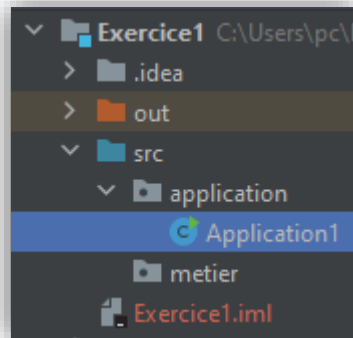 Exercice1 C:\Users\pc\
.idea
out
src
application
Application1
metier
Exercice1.iml